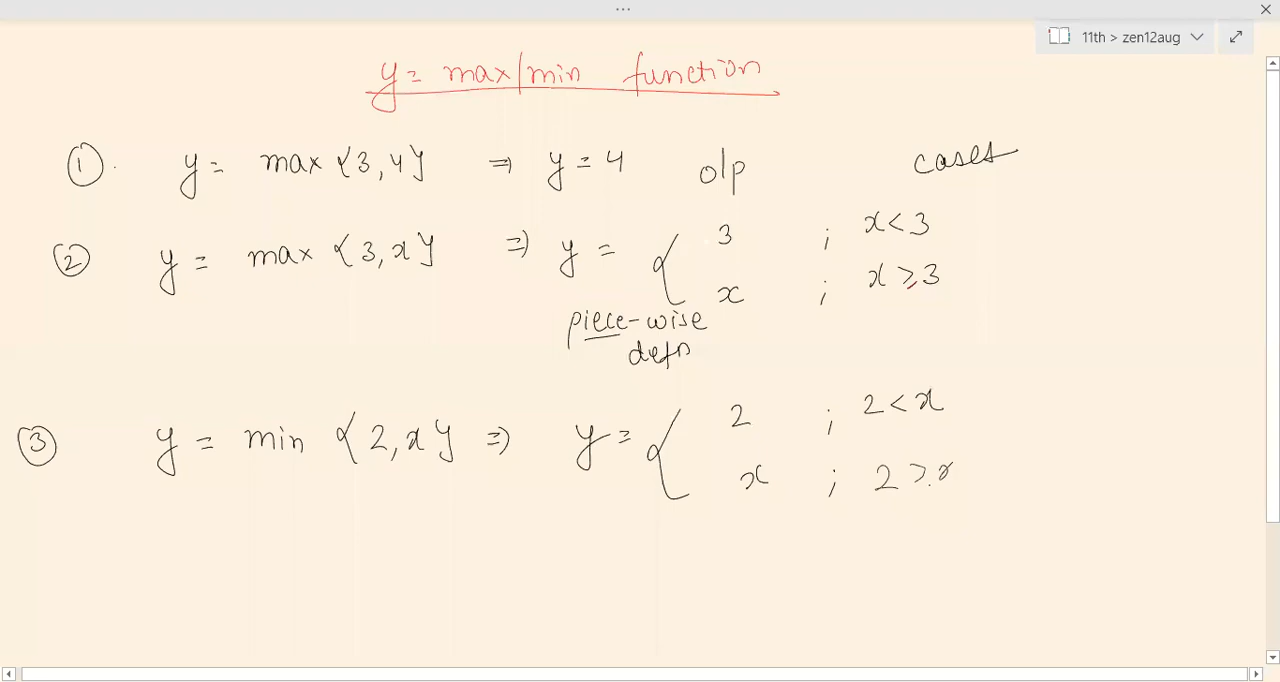 11th > zen12aug
y = max/min function
① y = max {3,4} ⇒ y = 4 o/p cases
② y = max {3,x} ⇒ y = { 3 ; x<3
x ; x ≥ 3
piece-wise
defn
③ y = min {2,x} ⇒ y = { 2 ; 2<x
x ; 2 ≥ x